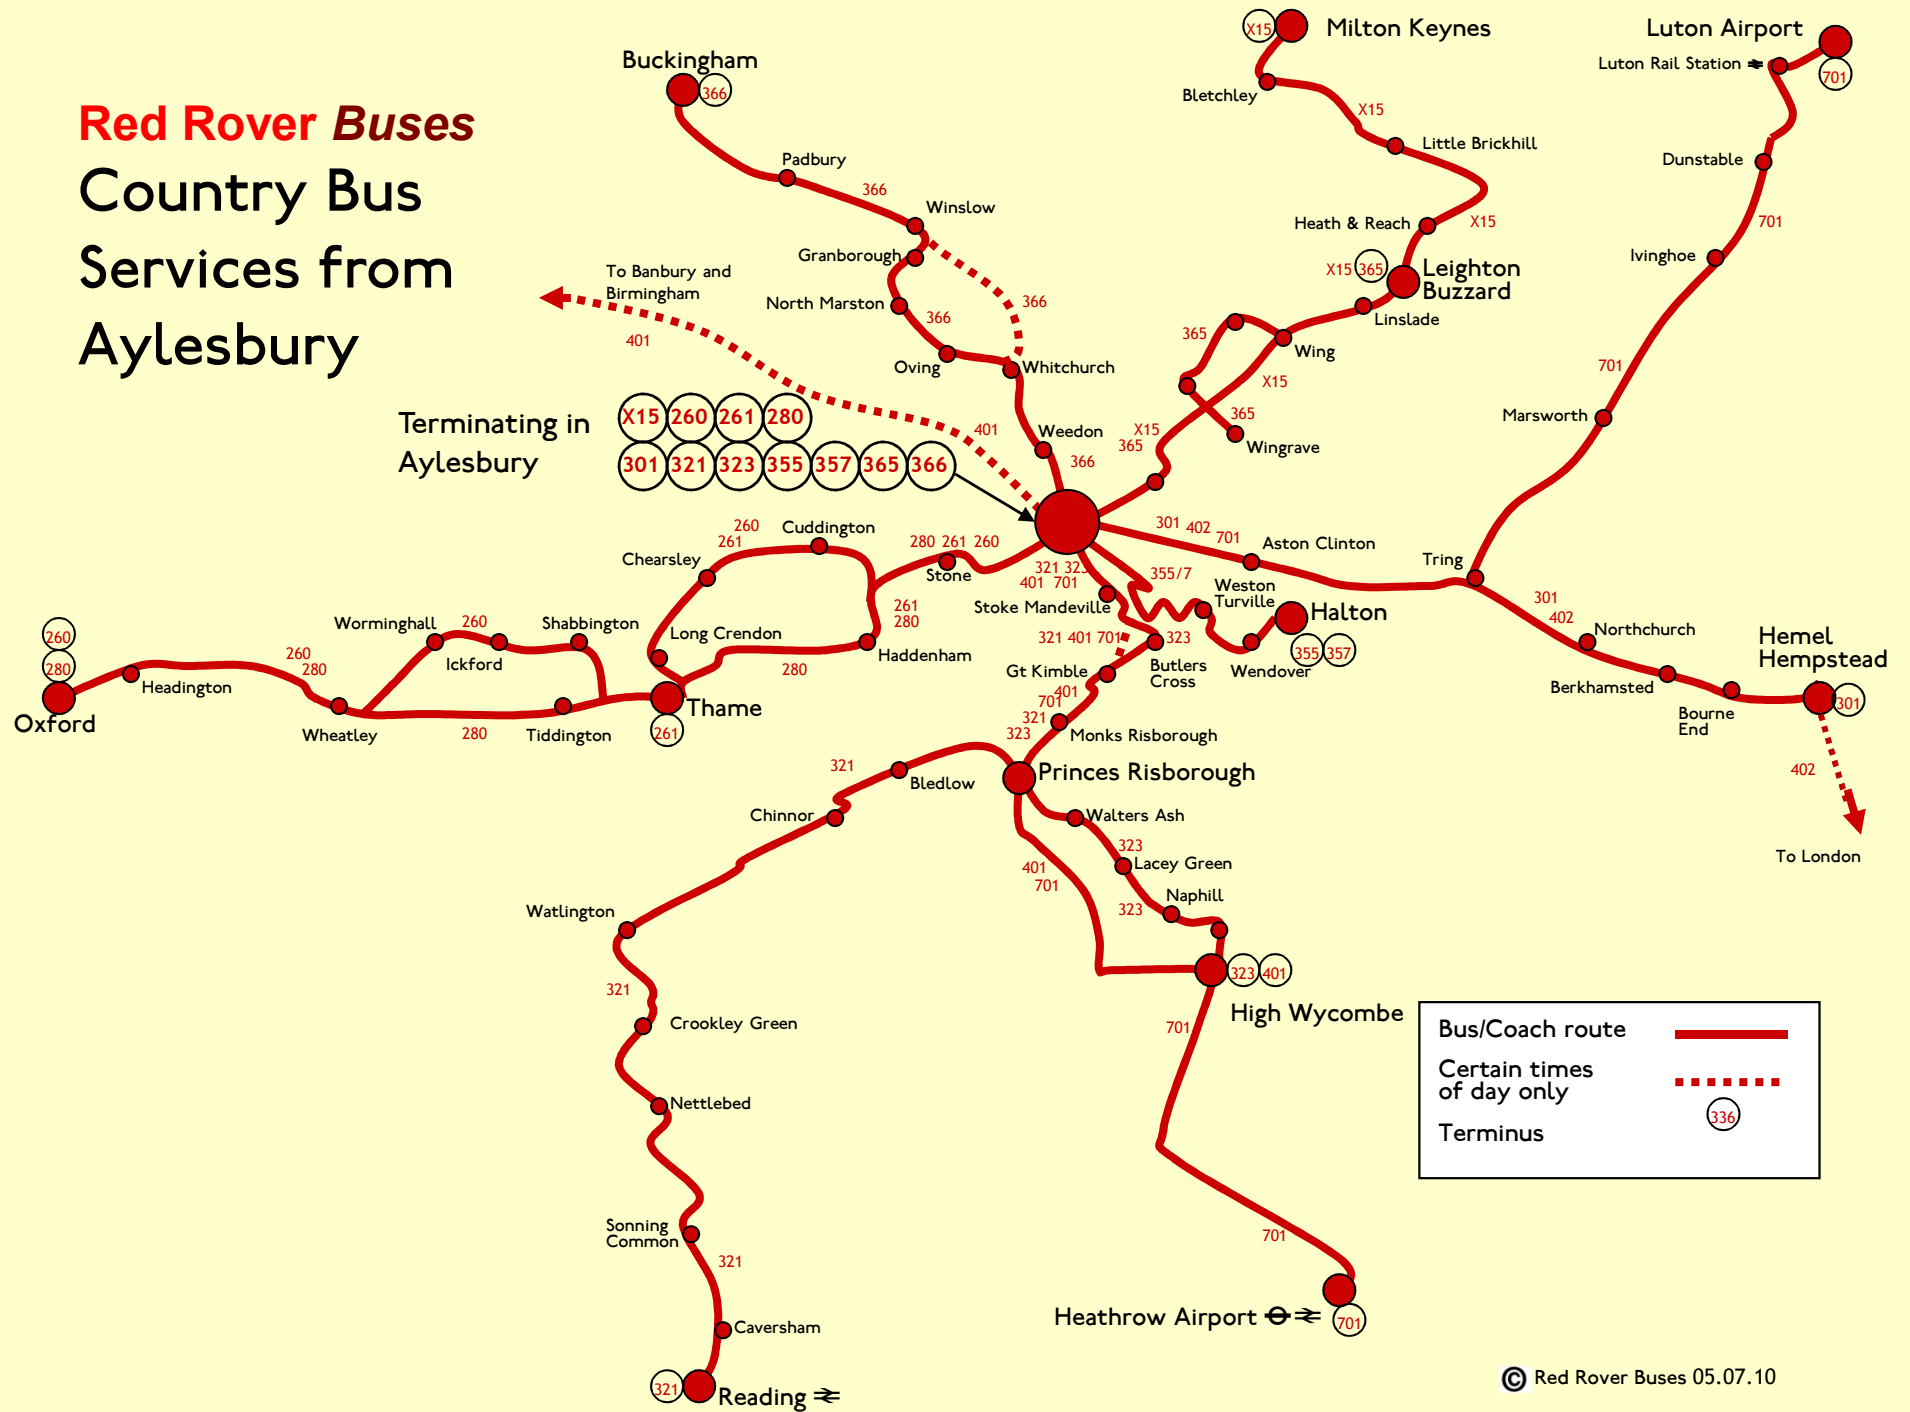 Red Rover Buses
Country Bus
Services from
Aylesbury
Buckingham
366
Padbury
366
Winslow
Granborough
North Marston
366
366
Oving
Whitchurch
Weedon
366
To Banbury and
Birmingham
401
401
Terminating in
Aylesbury
X15 260 261 280
301 321 323 355 357 365 366
X15
Milton Keynes
Bletchley
X15
Little Brickhill
Heath & Reach
X15
X15 365
Leighton
Buzzard
Linslade
365
Wing
X15
365
Wingrave
X15
365
Luton Airport
Luton Rail Station
701
Dunstable
701
Ivinghoe
701
Marsworth
Tring
301 402 701
Aston Clinton
301
402
Northchurch
Berkhamsted
Bourne
End
Hemel
Hempstead
301
402
To London
355/7
Weston
Turville
Halton
355 357
Wendover
321 323
401 701
Stoke Mandeville
321 401 701
323
Butlers
Cross
Gt Kimble
401
701
321
323
Monks Risborough
Princes Risborough
Walters Ash
323
Lacey Green
401
701
Naphill
323
323 401
High Wycombe
701
701
Heathrow Airport
701
280 261 260
Stone
Cuddington
260
261
Chearsley
261
280
Long Crendon
Haddenham
280
Thame
261
Shabbington
260
Worminghall
Ickford
Tiddington
280
Wheatley
260
280
Headington
260
280
Oxford
321
Bledlow
Chinnor
Watlington
321
Crookley Green
Nettlebed
Sonning
Common
321
Caversham
321
Reading
Bus/Coach route
Certain times
of day only
336
Terminus
© Red Rover Buses 05.07.10